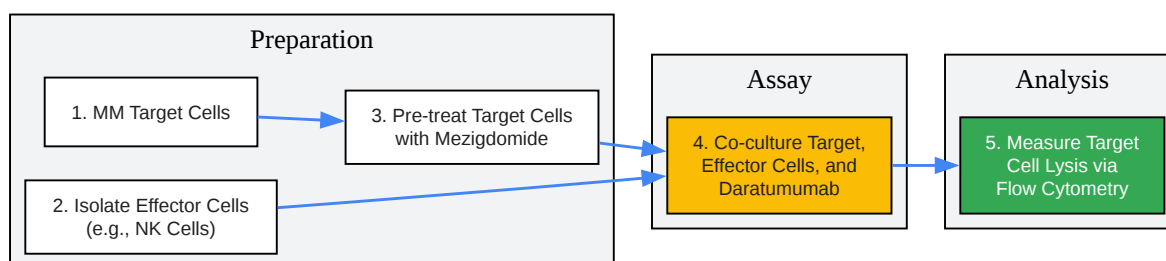 Preparation
1. MM Target Cells
2. Isolate Effector Cells
(e.g., NK Cells)
3. Pre-treat Target Cells
with Mezigdomide
Assay
4. Co-culture Target,
Effector Cells, and
Daratumumab
Analysis
5. Measure Target
Cell Lysis via
Flow Cytometry